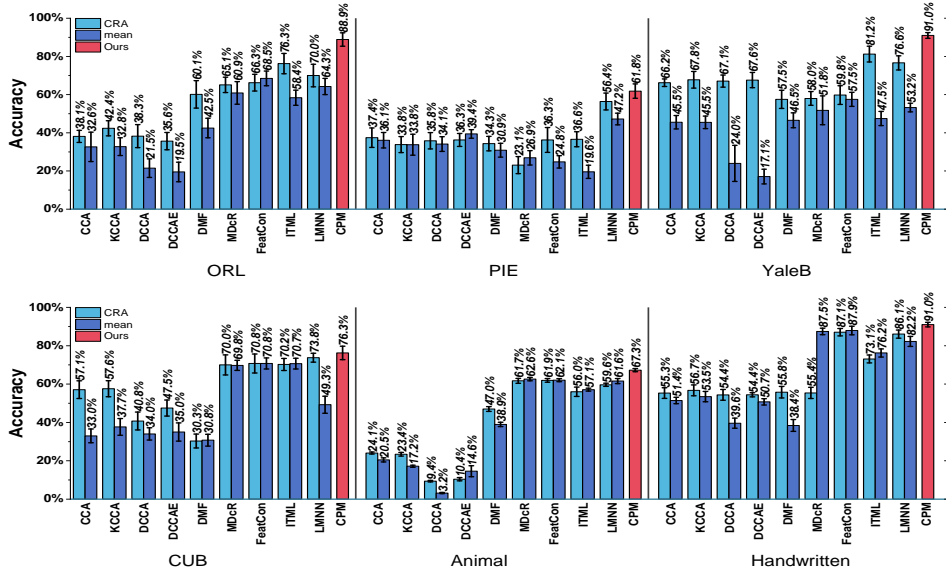 100%
80%
60%
40%
20%
0%
Accuracy
CRA
mean
Ours
38.1% 32.6% 42.4% 32.8% 38.3% 21.5% 35.6% 19.5% 60.1% 42.5% 65.1% 60.9% 66.3% 68.5% 76.3% 58.4% 70.0% 64.3% 88.9%
37.4% 36.1% 33.8% 33.8% 35.8% 34.1% 36.3% 39.4% 34.3% 30.9% 23.1% 26.9% 36.3% 24.8% 36.6% 19.6% 56.4% 47.2% 61.8%
66.2% 45.5% 67.8% 45.5% 67.1% 24.0% 67.6% 17.1% 57.5% 46.5% 58.0% 51.8% 59.8% 57.5% 81.2% 47.5% 76.6% 53.2% 91.0%
CCA KCCA DCCA DCCAE DMF MDcR FeatCon ITML LMNN CPM
CCA KCCA DCCA DCCAE DMF MDcR FeatCon ITML LMNN CPM
CCA KCCA DCCA DCCAE DMF MDcR FeatCon ITML LMNN CPM
ORL PIE YaleB
100%
80%
60%
40%
20%
0%
Accuracy
CRA
mean
Ours
57.1% 33.0% 57.6% 37.7% 40.8% 34.0% 47.5% 35.0% 30.3% 30.8% 70.0% 69.8% 70.8% 70.8% 70.2% 70.7% 73.8% 49.3% 76.3%
24.1% 20.5% 23.4% 17.2% 9.4% 3.2% 10.4% 14.6% 47.0% 38.9% 61.7% 62.6% 61.9% 62.1% 56.0% 57.1% 59.6% 61.6% 67.3%
55.3% 51.4% 56.7% 53.5% 54.4% 39.6% 54.4% 50.7% 55.8% 38.4% 55.4% 87.5% 87.1% 87.9% 73.1% 76.2% 86.1% 82.2% 91.0%
CCA KCCA DCCA DCCAE DMF MDcR FeatCon ITML LMNN CPM
CCA KCCA DCCA DCCAE DMF MDcR FeatCon ITML LMNN CPM
CCA KCCA DCCA DCCAE DMF MDcR FeatCon ITML LMNN CPM
CUB Animal Handwritten